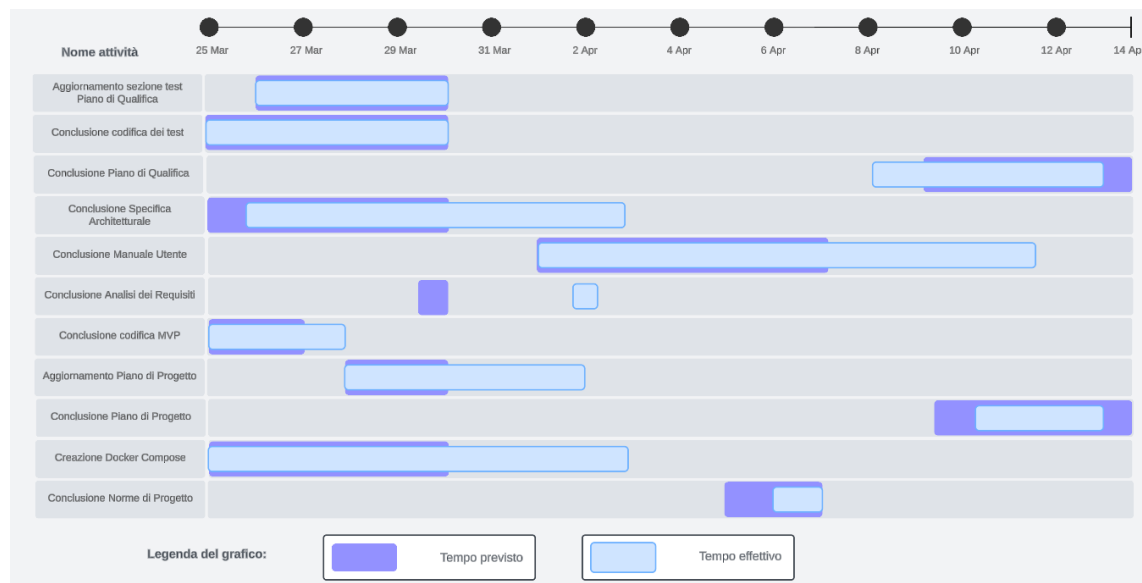 25 Mar 27 Mar 29 Mar 31 Mar 2 Apr 4 Apr 6 Apr 8 Apr 10 Apr 12 Apr 14 Ap
Nome attività
Aggiornamento sezione test
Piano di Qualifica
Conclusione codifica dei test
Conclusione Piano di Qualifica
Conclusione Specifica
Architetturale
Conclusione Manuale Utente
Conclusione Analisi dei Requisiti
Conclusione codifica MVP
Aggiornamento Piano di Progetto
Conclusione Piano di Progetto
Creazione Docker Compose
Conclusione Norme di Progetto
Legenda del grafico: Tempo previsto Tempo effettivo